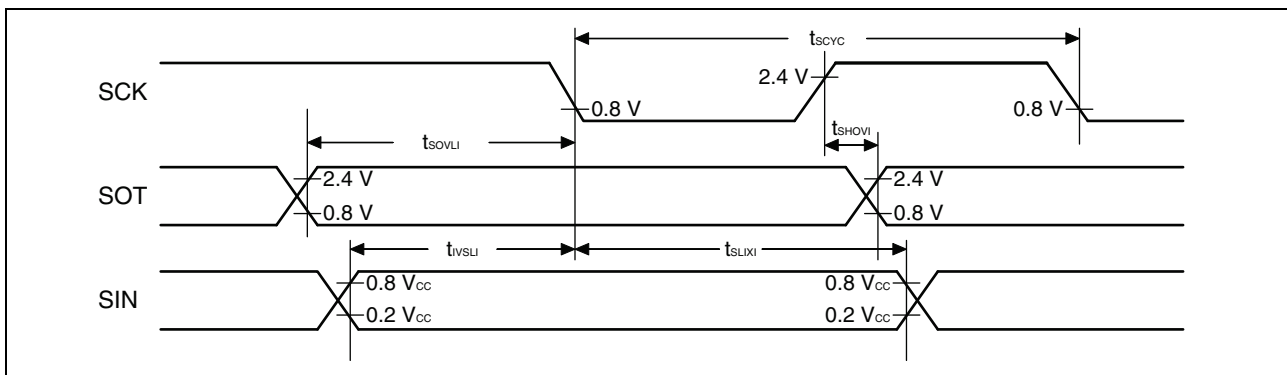 tSCYC
SCK
2.4 V
0.8 V
0.8 V
tSOVLI
tSHOVI
SOT
2.4 V
2.4 V
0.8 V
0.8 V
tIVSLI
tSLIXI
SIN
0.8 VCC
0.8 VCC
0.2 VCC
0.2 VCC